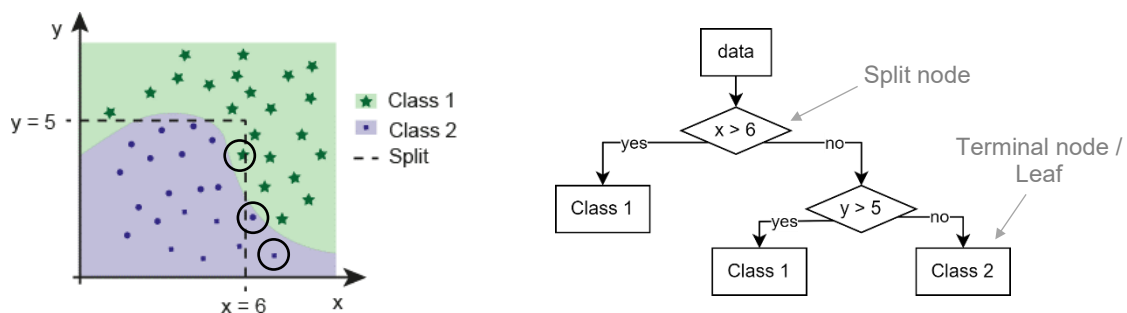 y
y = 5
x = 6
x
Class 1
Class 2
Split
data
Split node
x > 6
yes
no
Class 1
Terminal node /
Leaf
y > 5
yes
no
Class 1
Class 2